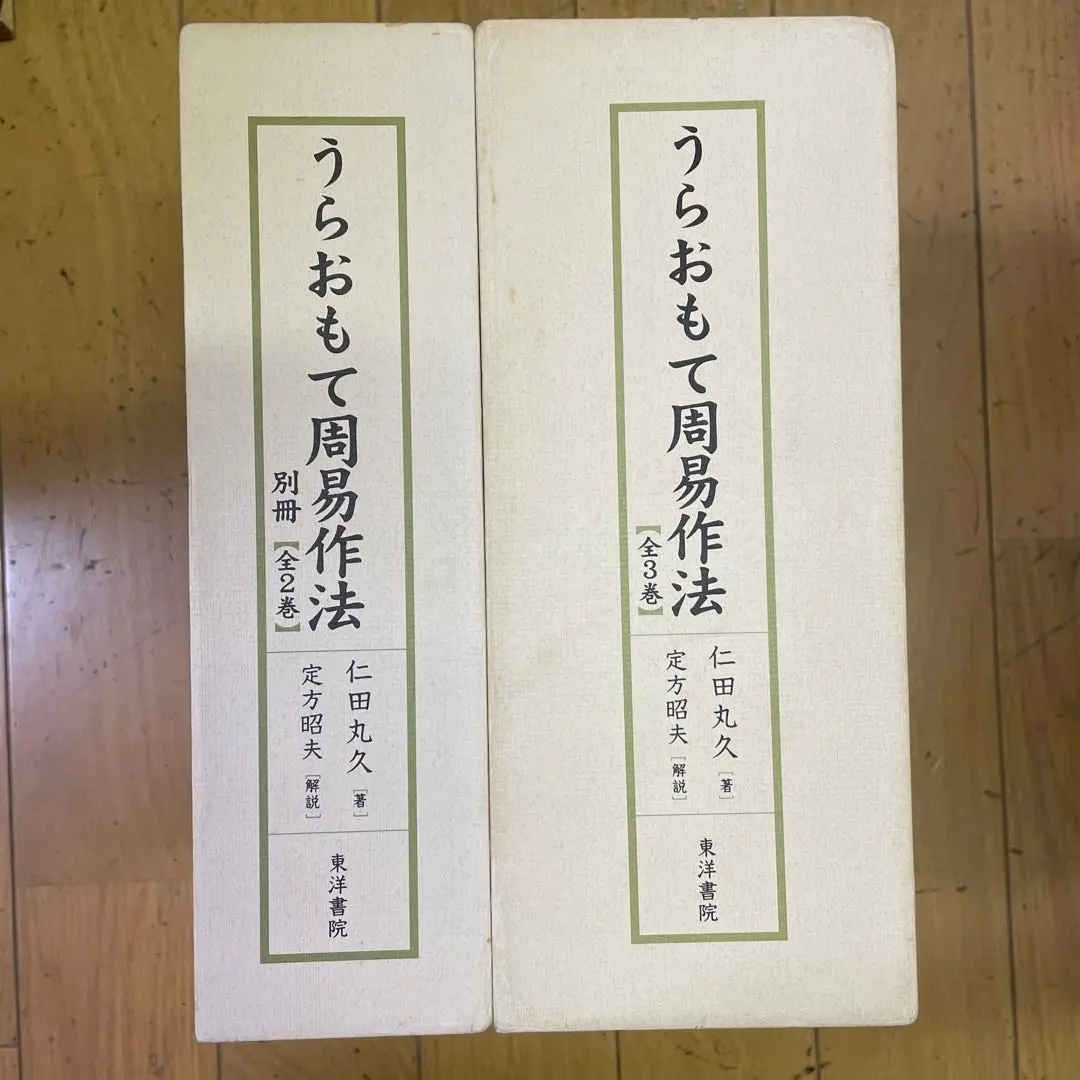 うらおもて周易作法
【全3巻】
仁田丸久［著］
定方昭夫［解説］
東洋書院
うらおもて周易作法
別冊【全2巻】
仁田丸久［著］
定方昭夫［解説］
東洋書院